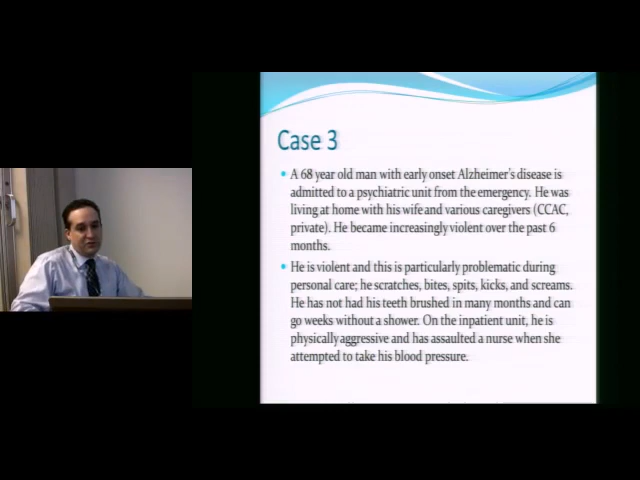 Case 3
• A 68 year old man with early onset Alzheimer's disease is
admitted to a psychiatric unit from the emergency. He was
living at home with his wife and various caregivers (CCAC,
private). He became increasingly violent over the past 6
months.
• He is violent and this is particularly problematic during
personal care; he scratches, bites, spits, kicks, and screams.
He has not had his teeth brushed in many months and can
go weeks without a shower. On the inpatient unit, he is
physically aggressive and has assaulted a nurse when she
attempted to take his blood pressure.